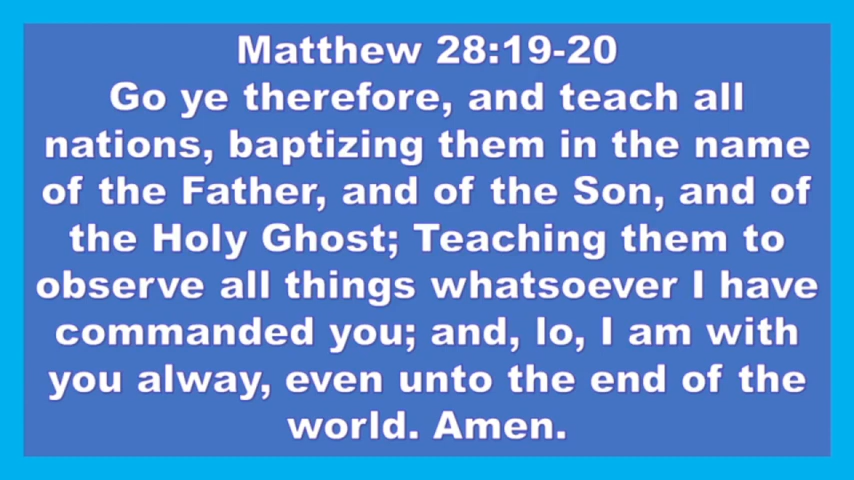 Matthew 28:19-20
Go ye therefore, and teach all
nations, baptizing them in the name
of the Father, and of the Son, and of
the Holy Ghost; Teaching them to
observe all things whatsoever I have
commanded you; and, lo, I am with
you alway, even unto the end of the
world. Amen.